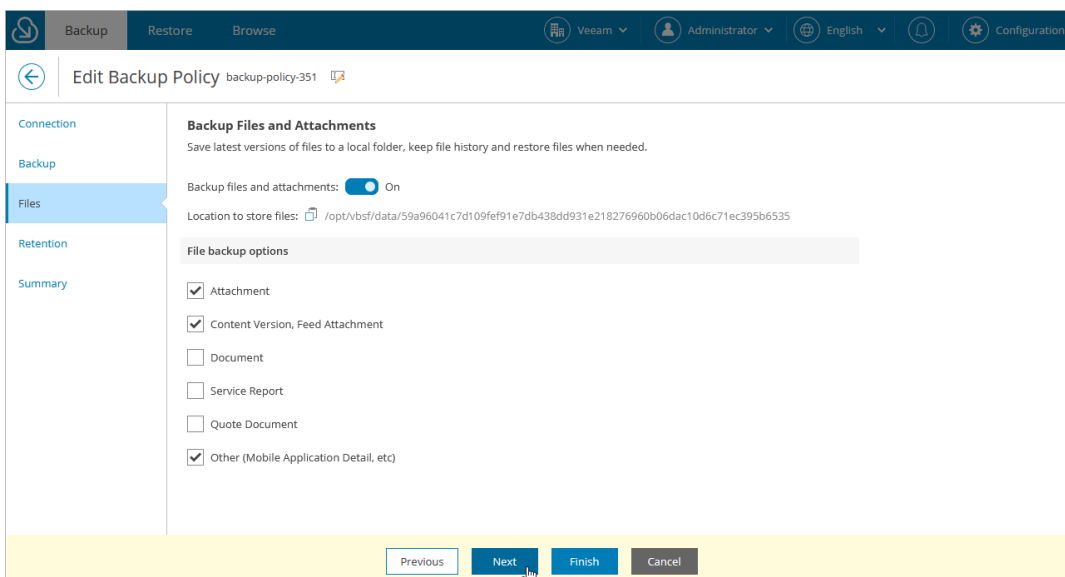 Backup Restore Browse Veeam Administrator English Configuration
Edit Backup Policy backup-policy-351
Connection
Backup
Files
Retention
Summary
Backup Files and Attachments
Save latest versions of files to a local folder, keep file history and restore files when needed.
Backup files and attachments: On
Location to store files: /opt/vbsf/data/59a96041c7d109fef91e7db438dd931e218276960b06dac10d6c71ec395b6535
File backup options
Attachment
Content Version, Feed Attachment
Document
Service Report
Quote Document
Other (Mobile Application Detail, etc)
Previous Next Finish Cancel